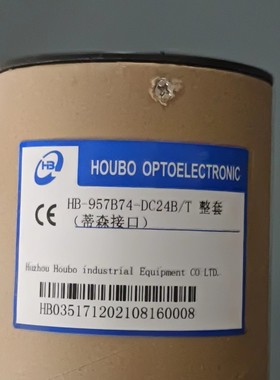 HB
HOUBO OPTOELECTRONIC
HB-957B74-DC24B/T 整套
CE (蒂森接口)
Huzhou Houbo industrial Equipment CO LTD.
HB035171202108160008